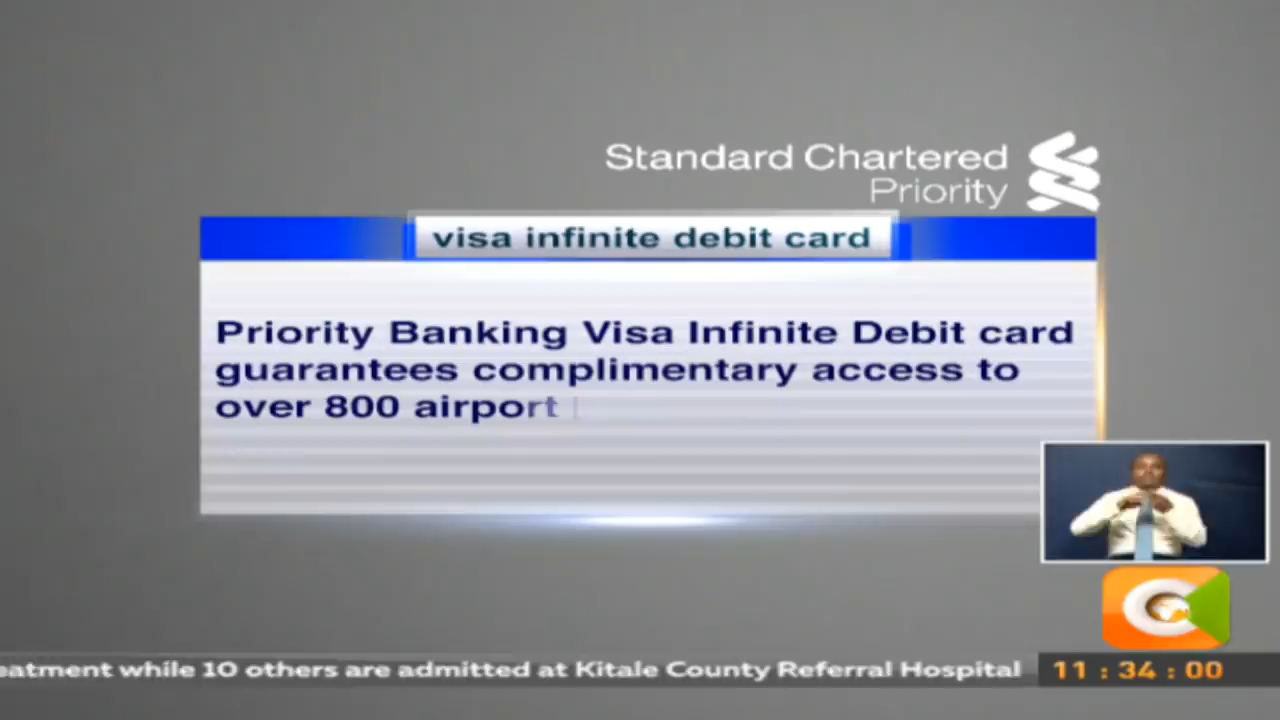 Standard Chartered
Priority
visa infinite debit card
Priority Banking Visa Infinite Debit card
guarantees complimentary access to
over 800 airport
eatment while 10 others are admitted at Kitale County Referral Hospital
11 : 34 : 00